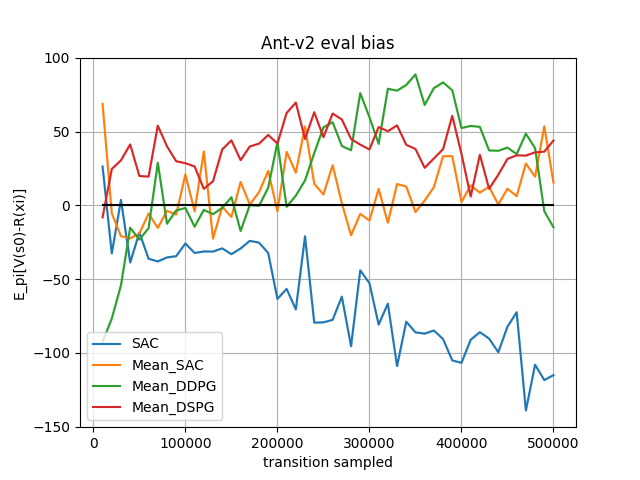 Ant-v2 eval bias
E_pi[V(s0)-R(xi)]
100
50
0
−50
−100
−150
SAC
Mean_SAC
Mean_DDPG
Mean_DSPG
0
100000
200000
300000
400000
500000
transition sampled